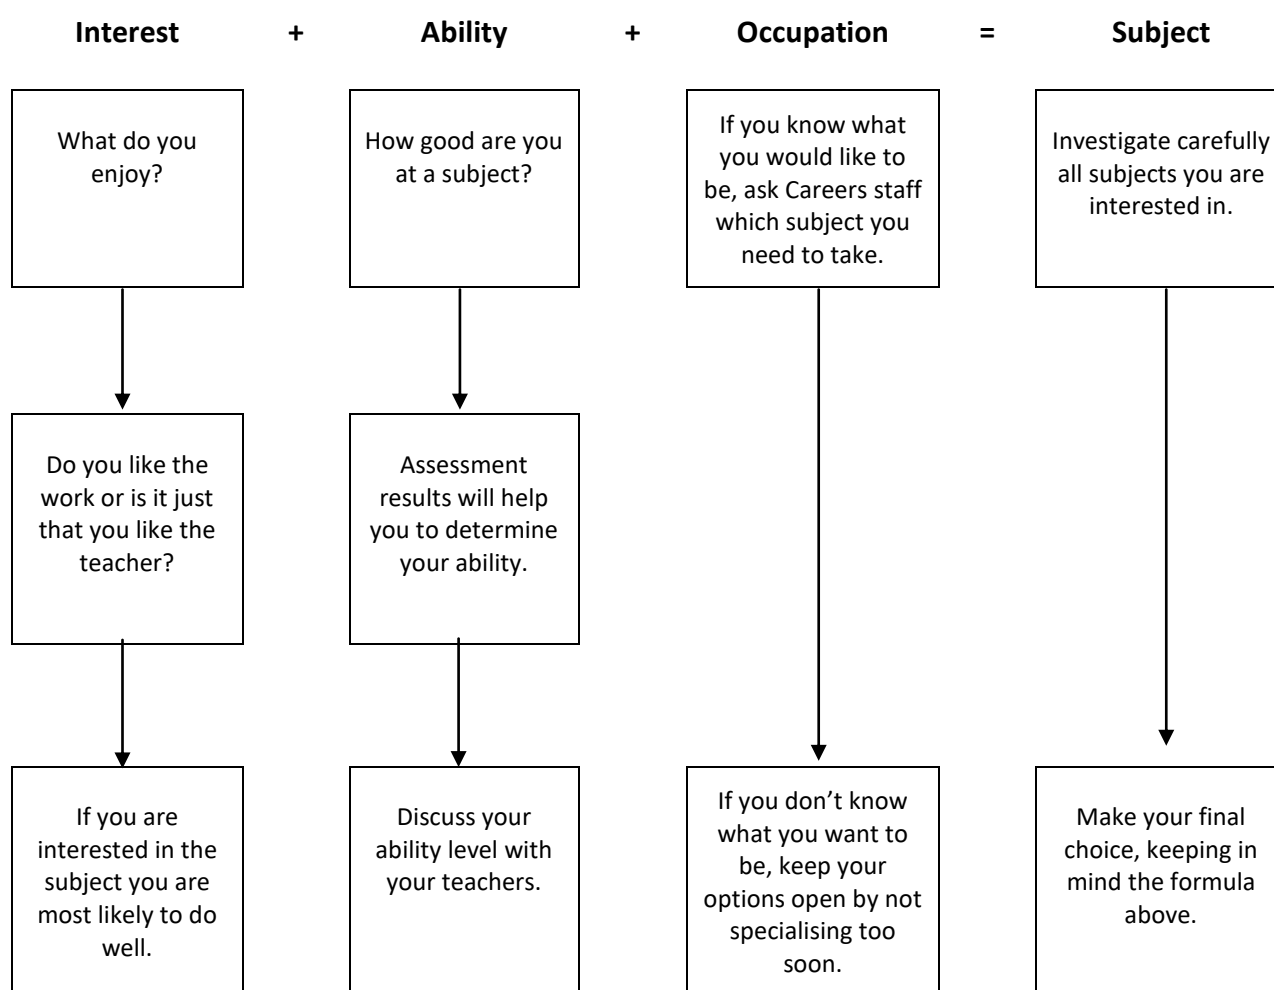 Interest + Ability + Occupation = Subject
What do you
enjoy?
How good are you
at a subject?
If you know what
you would like to
be, ask Careers staff
which subject you
need to take.
Investigate carefully
all subjects you are
interested in.
Do you like the
work or is it just
that you like the
teacher?
Assessment
results will help
you to determine
your ability.
If you are
interested in the
subject you are
most likely to do
well.
Discuss your
ability level with
your teachers.
If you don’t know
what you want to
be, keep your
options open by not
specialising too
soon.
Make your final
choice, keeping in
mind the formula
above.